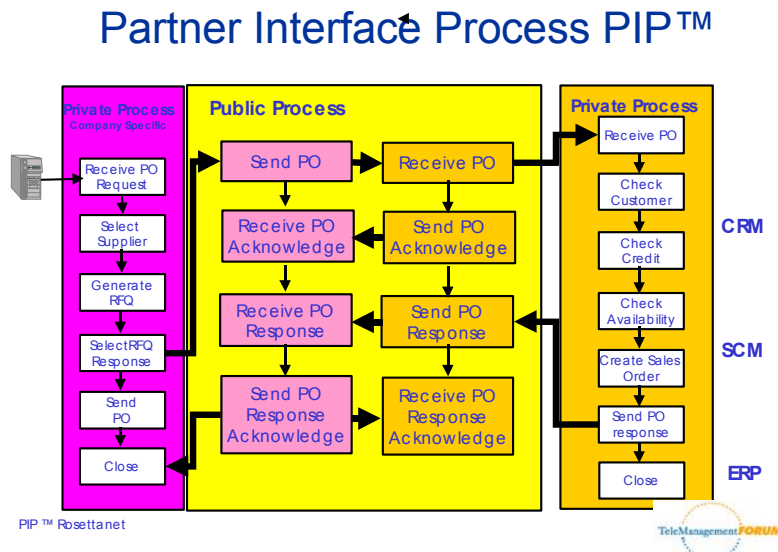 Partner Interface Process PIP™
Private Process
Company Specific
Receive PO
Request
Select
Supplier
Generate
RFQ
SelectRFQ
Response
Send
PO
Close
Public Process
Send PO
Receive PO
Receive PO
Acknowledge
Send PO
Acknowledge
Receive PO
Response
Send PO
Response
Send PO
Response
Acknowledge
Receive PO
Response
Acknowledge
Private Process
Receive PO
Check
Customer
Check
Credit
Check
Availability
Create Sales
Order
Send PO
response
Close
CRM
SCM
ERP
PIP ™ Rosettanet
TeleManagement FORUM